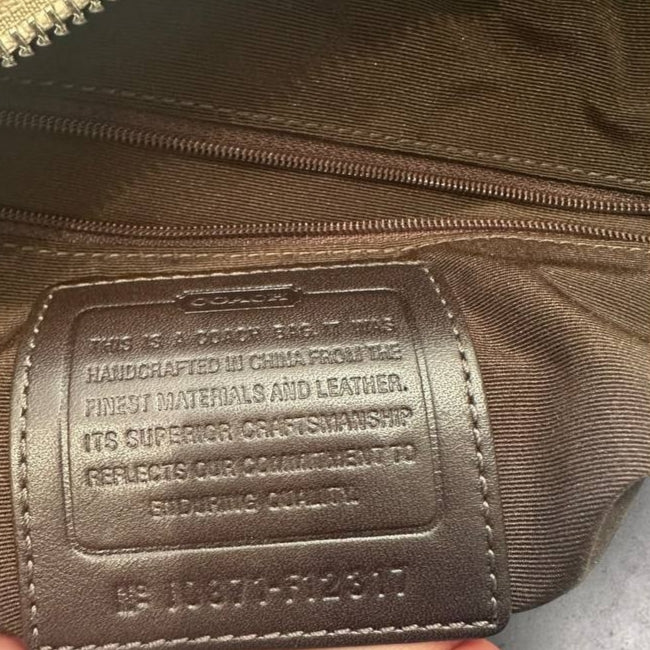 COACH
THIS IS A COACH BAG. IT WAS
HANDCRAFTED IN CHINA FROM THE
FINEST MATERIALS AND LEATHER.
ITS SUPERIOR CRAFTSMANSHIP
REFLECTS OUR COMMITMENT TO
ENDURING QUALITY.
Nº